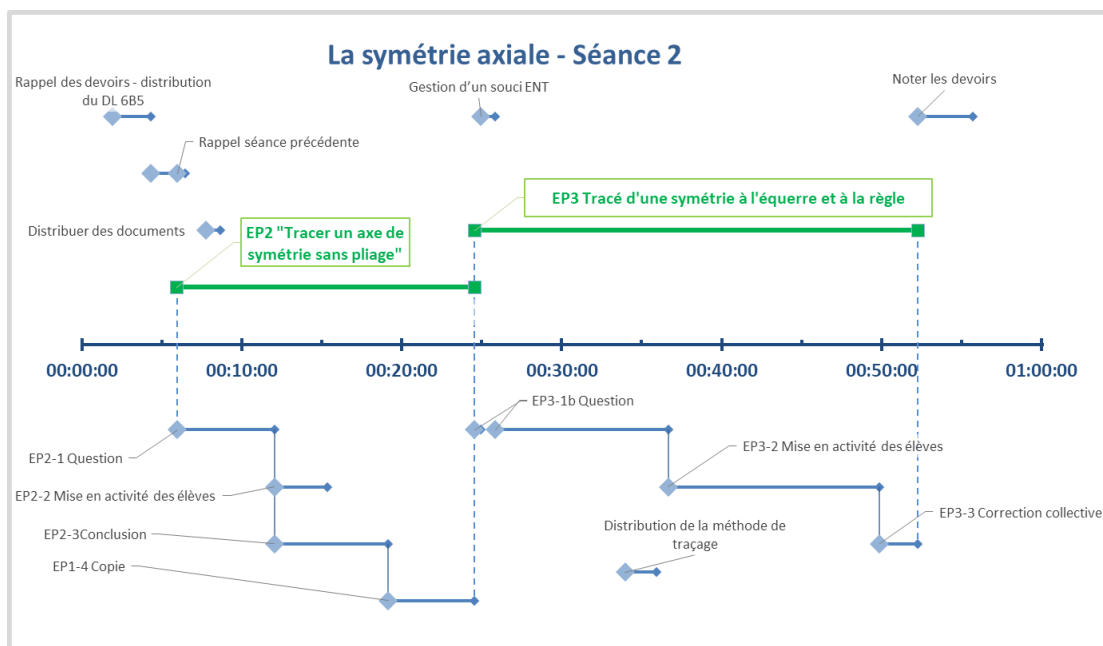 La symétrie axiale - Séance 2
Rappel des devoirs - distribution
du DL 6B5
Gestion d'un souci ENT
Noter les devoirs
Rappel séance précédente
EP3 Tracé d'une symétrie à l'équerre et à la règle
Distribuer des documents
EP2 "Tracer un axe de
symétrie sans pliage"
00:00:00
00:10:00
00:20:00
00:30:00
00:40:00
00:50:00
01:00:00
EP3-1b Question
EP2-1 Question
EP3-2 Mise en activité des élèves
EP2-2 Mise en activité des élèves
EP3-3 Correction collective
EP2-3Conclusion
Distribution de la méthode de
traçage
EP1-4 Copie